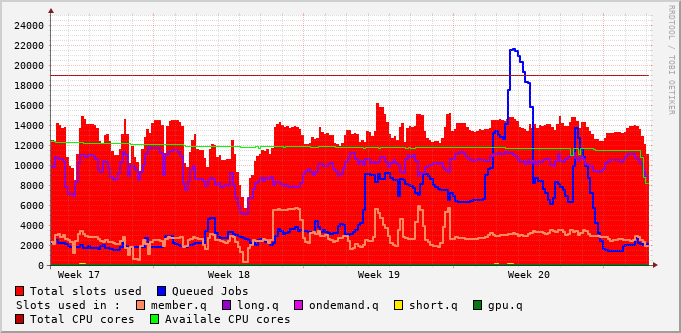 RRDTOOL / TOBI OETIKER
24000
22000
20000
18000
16000
14000
12000
10000
8000
6000
4000
2000
0
Week 17 Week 18 Week 19 Week 20
Total slots used Queued Jobs
Slots used in : member.q long.q ondemand.q short.q gpu.q
Total CPU cores Availale CPU cores